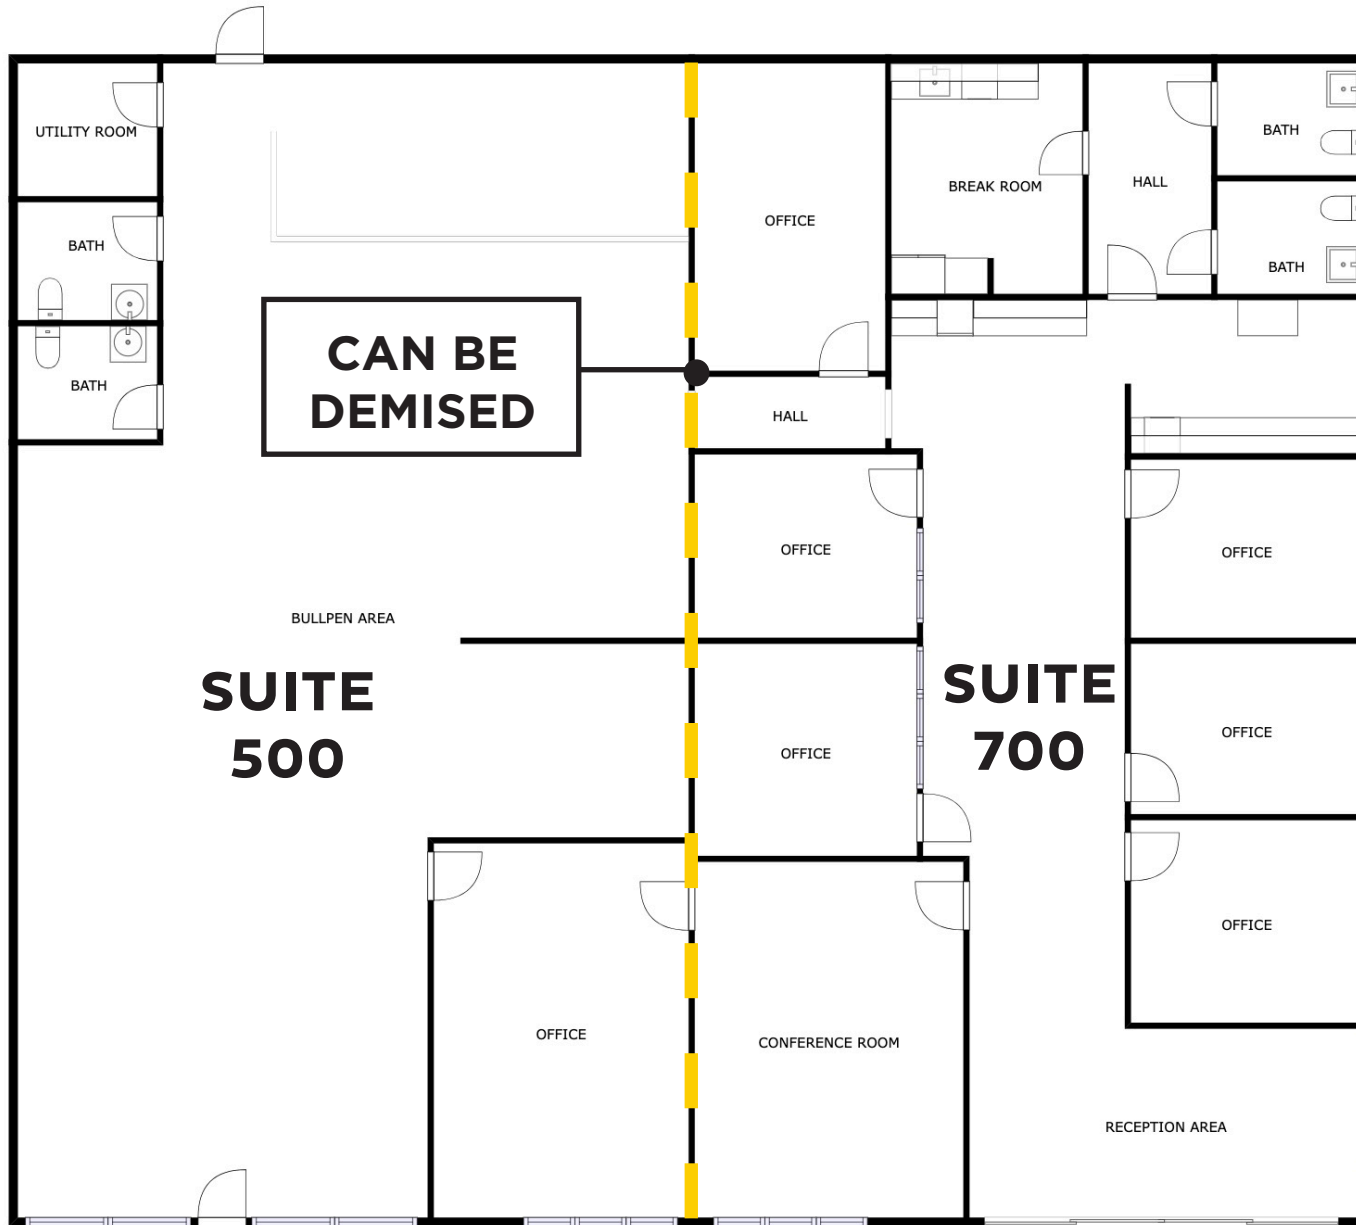 UTILITY ROOM
BATH
BATH
OFFICE
BREAK ROOM
HALL
BATH
BATH
CAN BE
DEMISED
HALL
OFFICE
OFFICE
BULLPEN AREA
SUITE
500
OFFICE
SUITE
700
OFFICE
OFFICE
OFFICE
CONFERENCE ROOM
RECEPTION AREA